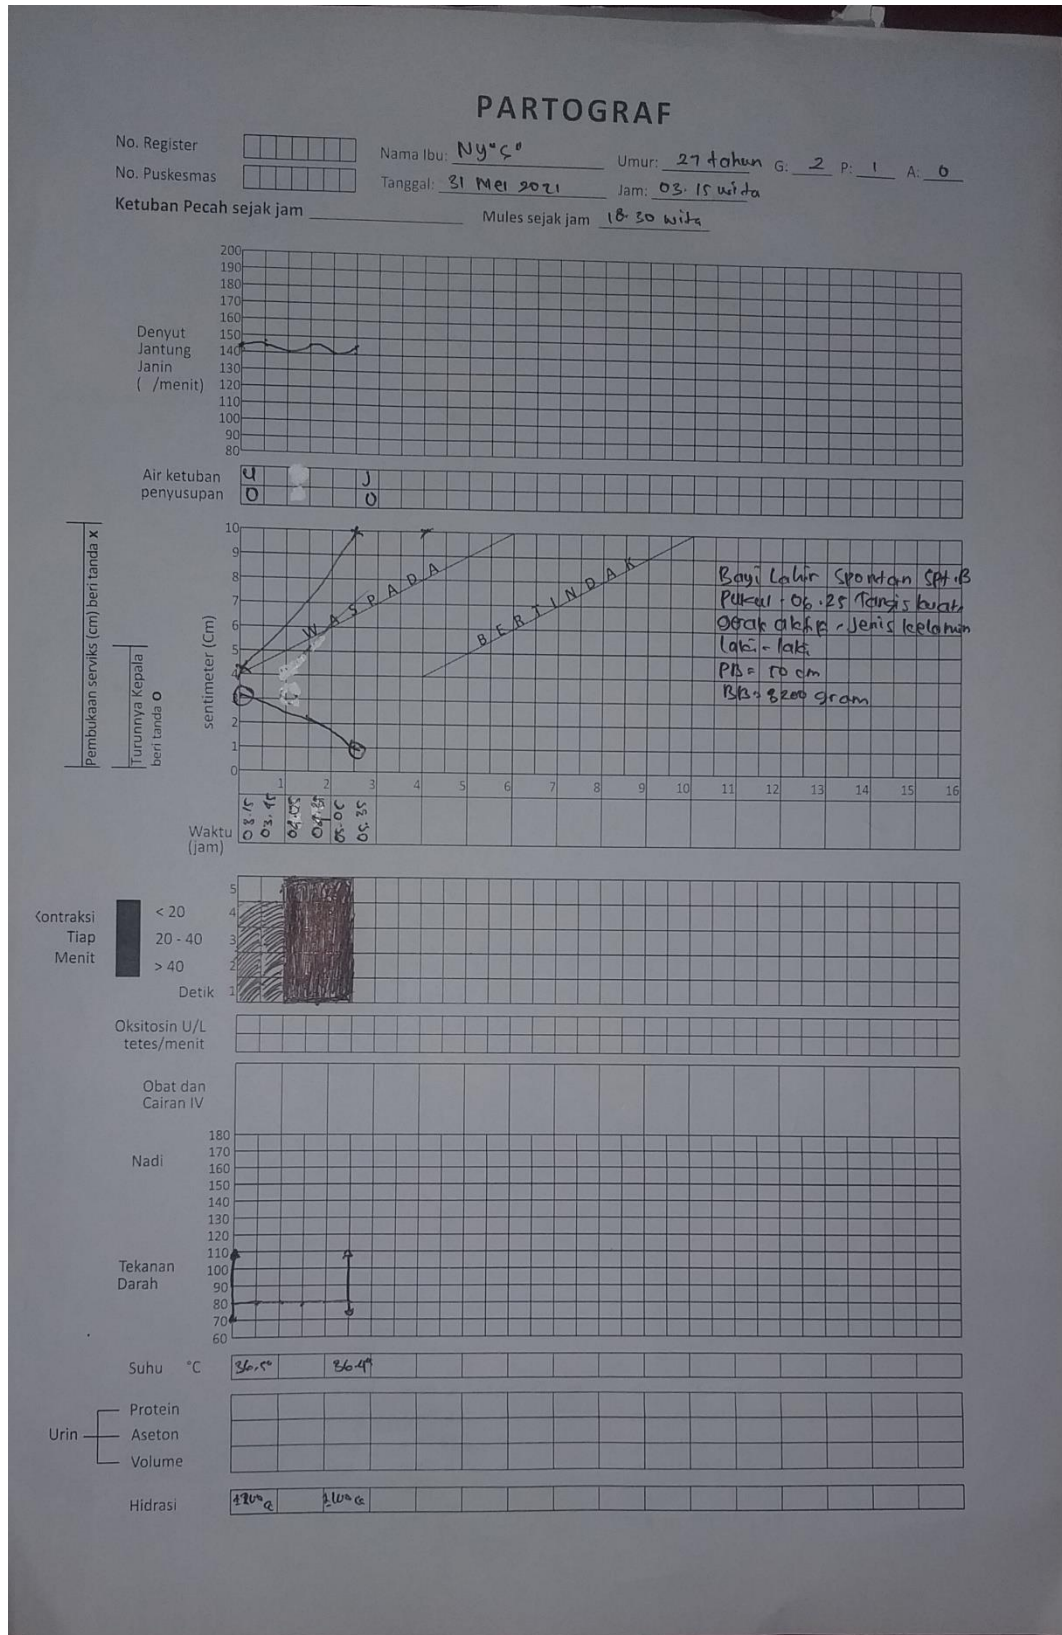 PARTOGRAF
No. Register Nama Ibu: Ny "S" Umur: 27 tahun G: 2 P: 1 A: 0
No. Puskesmas Tanggal: 31 Mei 2021 Jam: 03.15 wita
Ketuban Pecah sejak jam Mules sejak jam 18.30 wita
200
190
180
170
160
Denyut 150
Jantung 140
Janin 130
( /menit) 120
110
100
90
80
Air ketuban U J
penyusupan 0 0
Pembukaan serviks (cm) beri tanda x
Turunnya Kepala
beri tanda o
sentimeter (Cm)
10
9
8
7
6
5
4
2
1
0
WASPADA
BERTINDAK
Bayi Lahir Spontan Spt.B
Pukul - 06.25 Tangis kuat
Gerak aktif - Jenis kelamin
laki - laki
PB = 50 cm
BB = 3200 gram
1 2 3 4 5 6 7 8 9 10 11 12 13 14 15 16
Waktu 03.15 03.45 05.35
(jam)
Kontraksi
Tiap
Menit
< 20
20 - 40
> 40
Detik
5
4
3
2
1
Oksitosin U/L
tetes/menit
Obat dan
Cairan IV
Nadi
180
170
160
150
140
130
120
110
Tekanan 100
Darah 90
80
70
60
Suhu °C 36,5° 36.4°
Urin
Protein
Aseton
Volume
Hidrasi